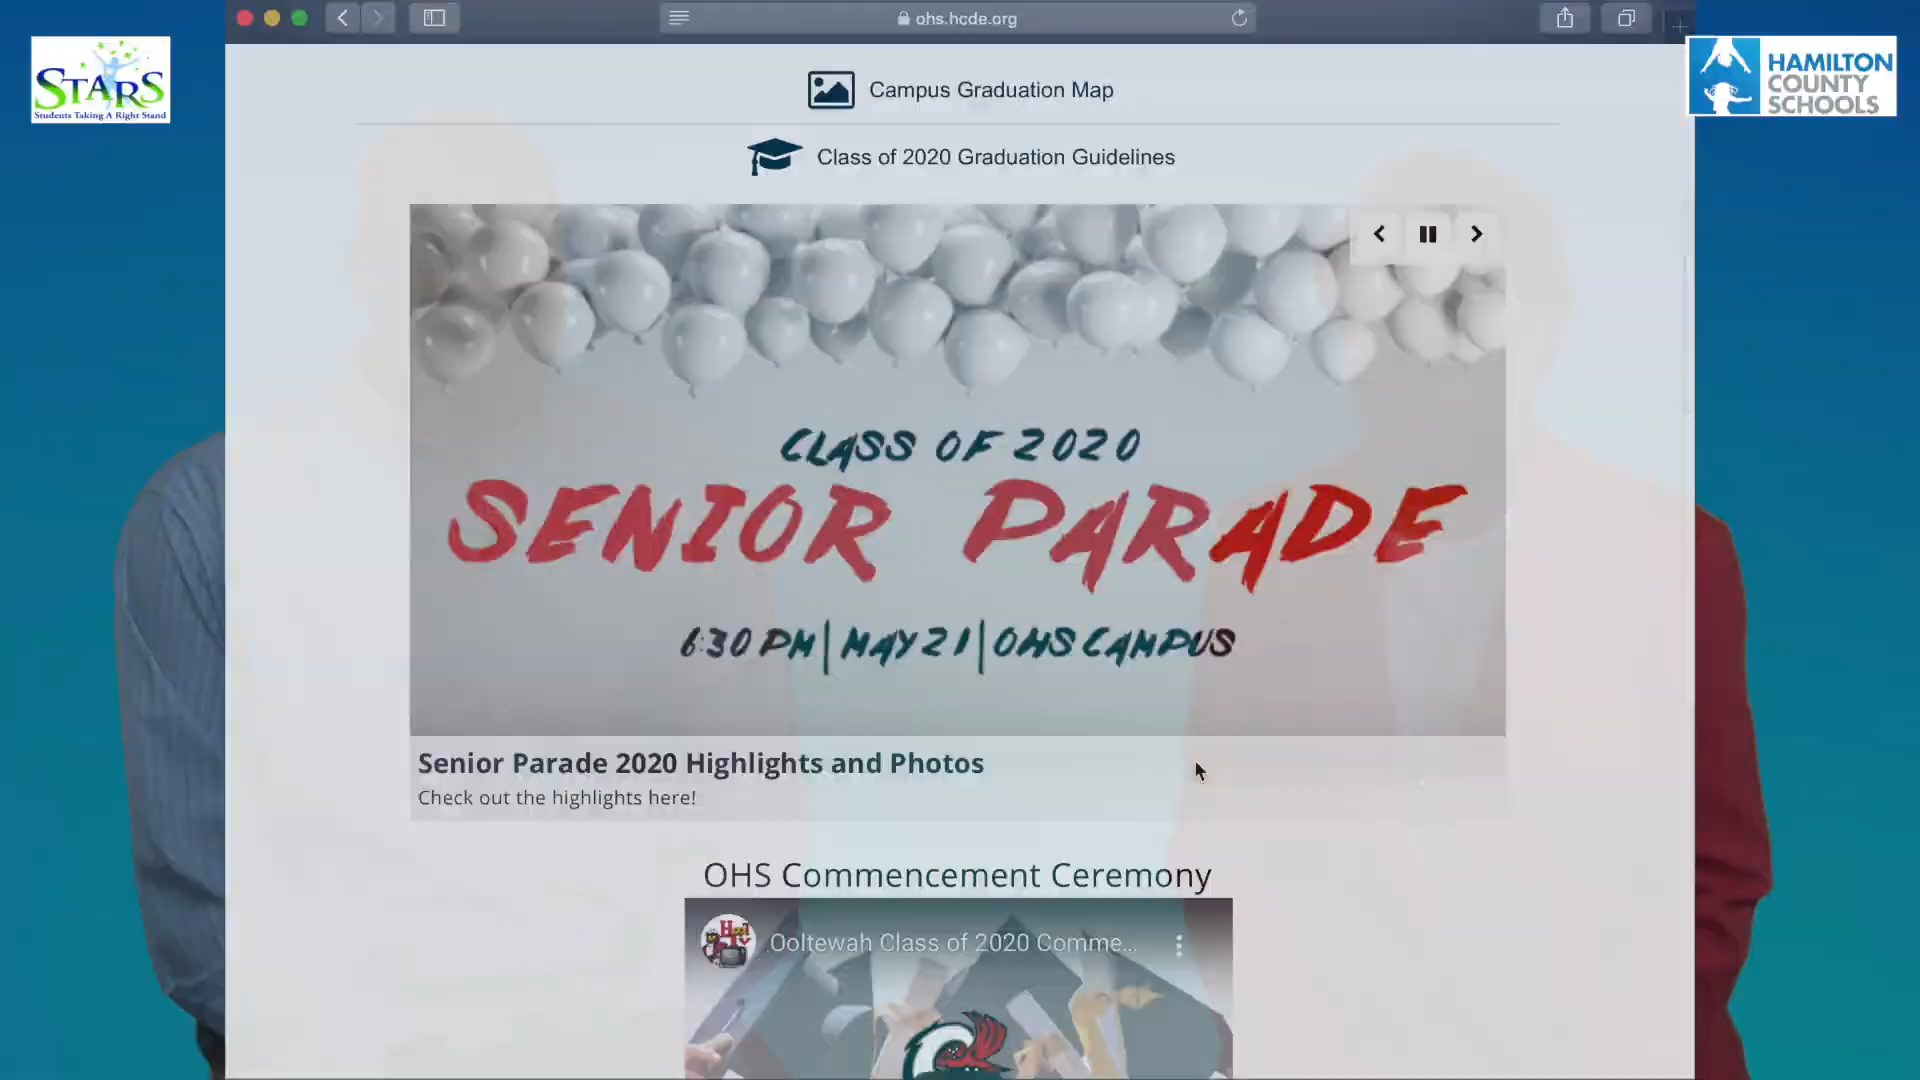 ohs.hcde.org
STARS
Students Taking A Right Stand
HAMILTON
COUNTY
SCHOOLS
Campus Graduation Map
Class of 2020 Graduation Guidelines
CLASS OF 2020
SENIOR PARADE
6:30 PM | MAY 21 | OHS CAMPUS
Senior Parade 2020 Highlights and Photos
Check out the highlights here!
OHS Commencement Ceremony
Ooltewah Class of 2020 Comme...